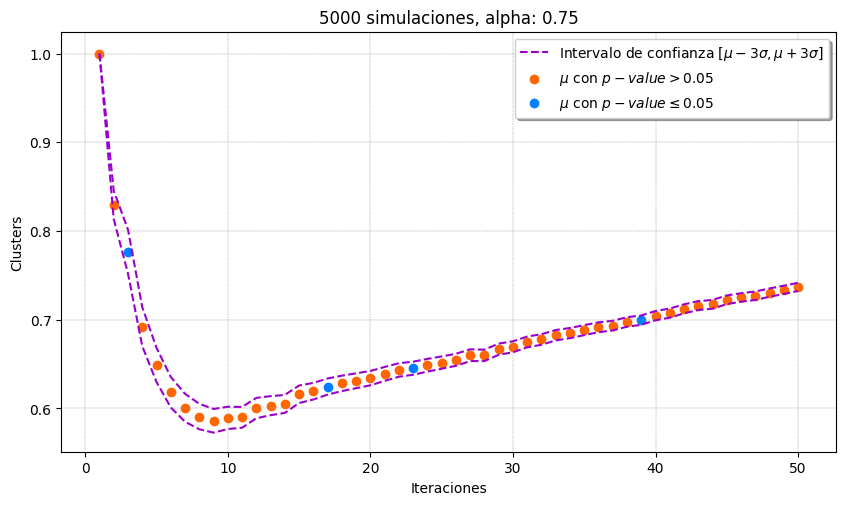 5000 simulaciones, alpha: 0.75
Intervalo de confianza [μ − 3σ, μ + 3σ]
μ con p − value > 0.05
μ con p − value ≤ 0.05
1.0
0.9
0.8
0.7
0.6
Clusters
0 10 20 30 40 50
Iteraciones